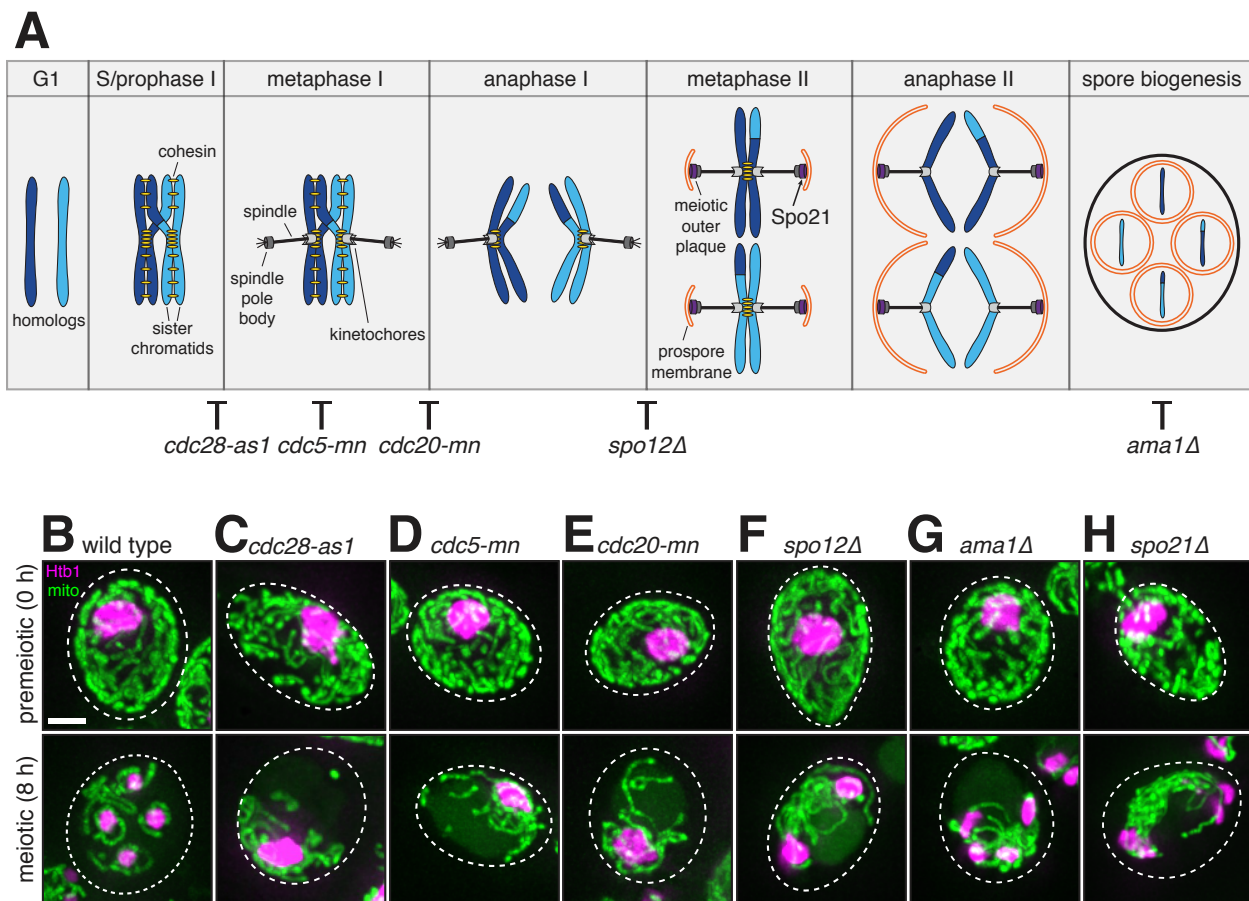 A
G1
S/prophase I
metaphase I
anaphase I
metaphase II
anaphase II
spore biogenesis
homologs
cohesin
sister
chromatids
spindle
spindle
pole
body
kinetochores
meiotic
outer
plaque
Spo21
prospore
membrane
cdc28-as1
cdc5-mn
cdc20-mn
spo12Δ
ama1Δ
B wild type
C cdc28-as1
D cdc5-mn
E cdc20-mn
F spo12Δ
G ama1Δ
H spo21Δ
premeiotic (0 h)
Htb1
mito
meiotic (8 h)